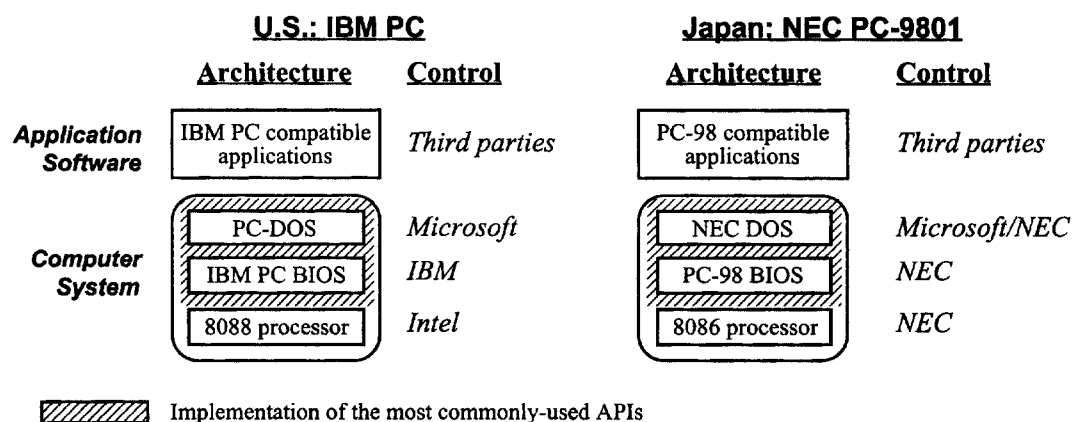 U.S.: IBM PC
Japan: NEC PC-9801
Architecture Control Architecture Control
Application Software
IBM PC compatible applications
Third parties
PC-98 compatible applications
Third parties
Computer System
PC-DOS
Microsoft
NEC DOS
Microsoft/NEC
IBM PC BIOS
IBM
PC-98 BIOS
NEC
8088 processor
Intel
8086 processor
NEC
Implementation of the most commonly-used APIs